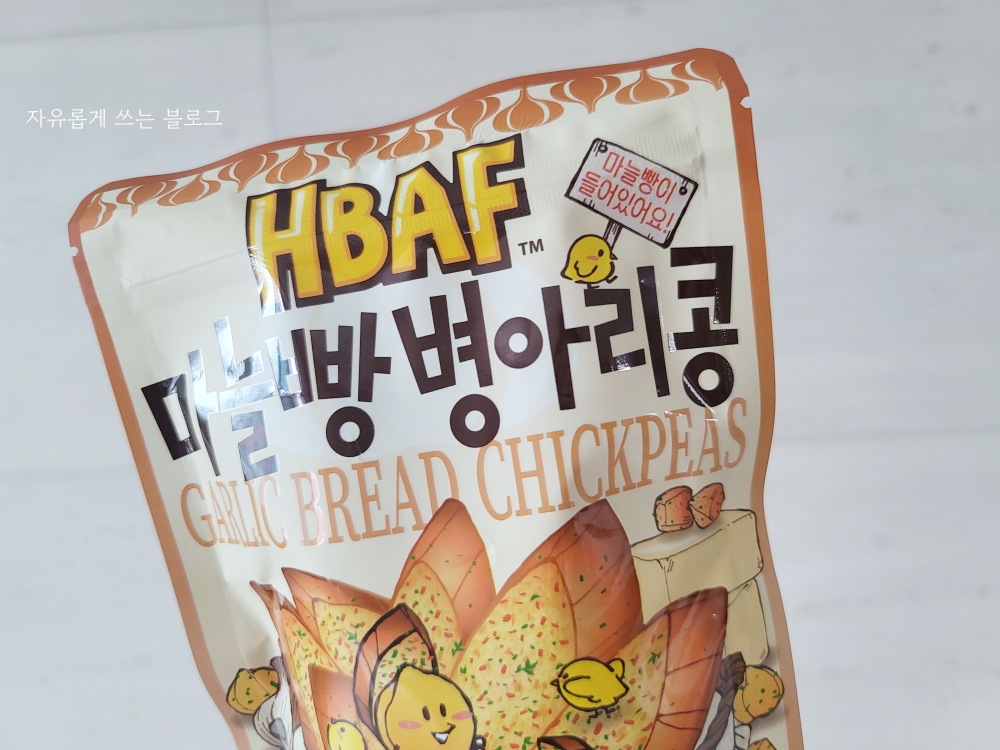 자유롭게 쓰는 블로그
HBAF™
마늘빵이
들어있어요!
마늘빵 병아리콩
GARLIC BREAD CHICKPEAS